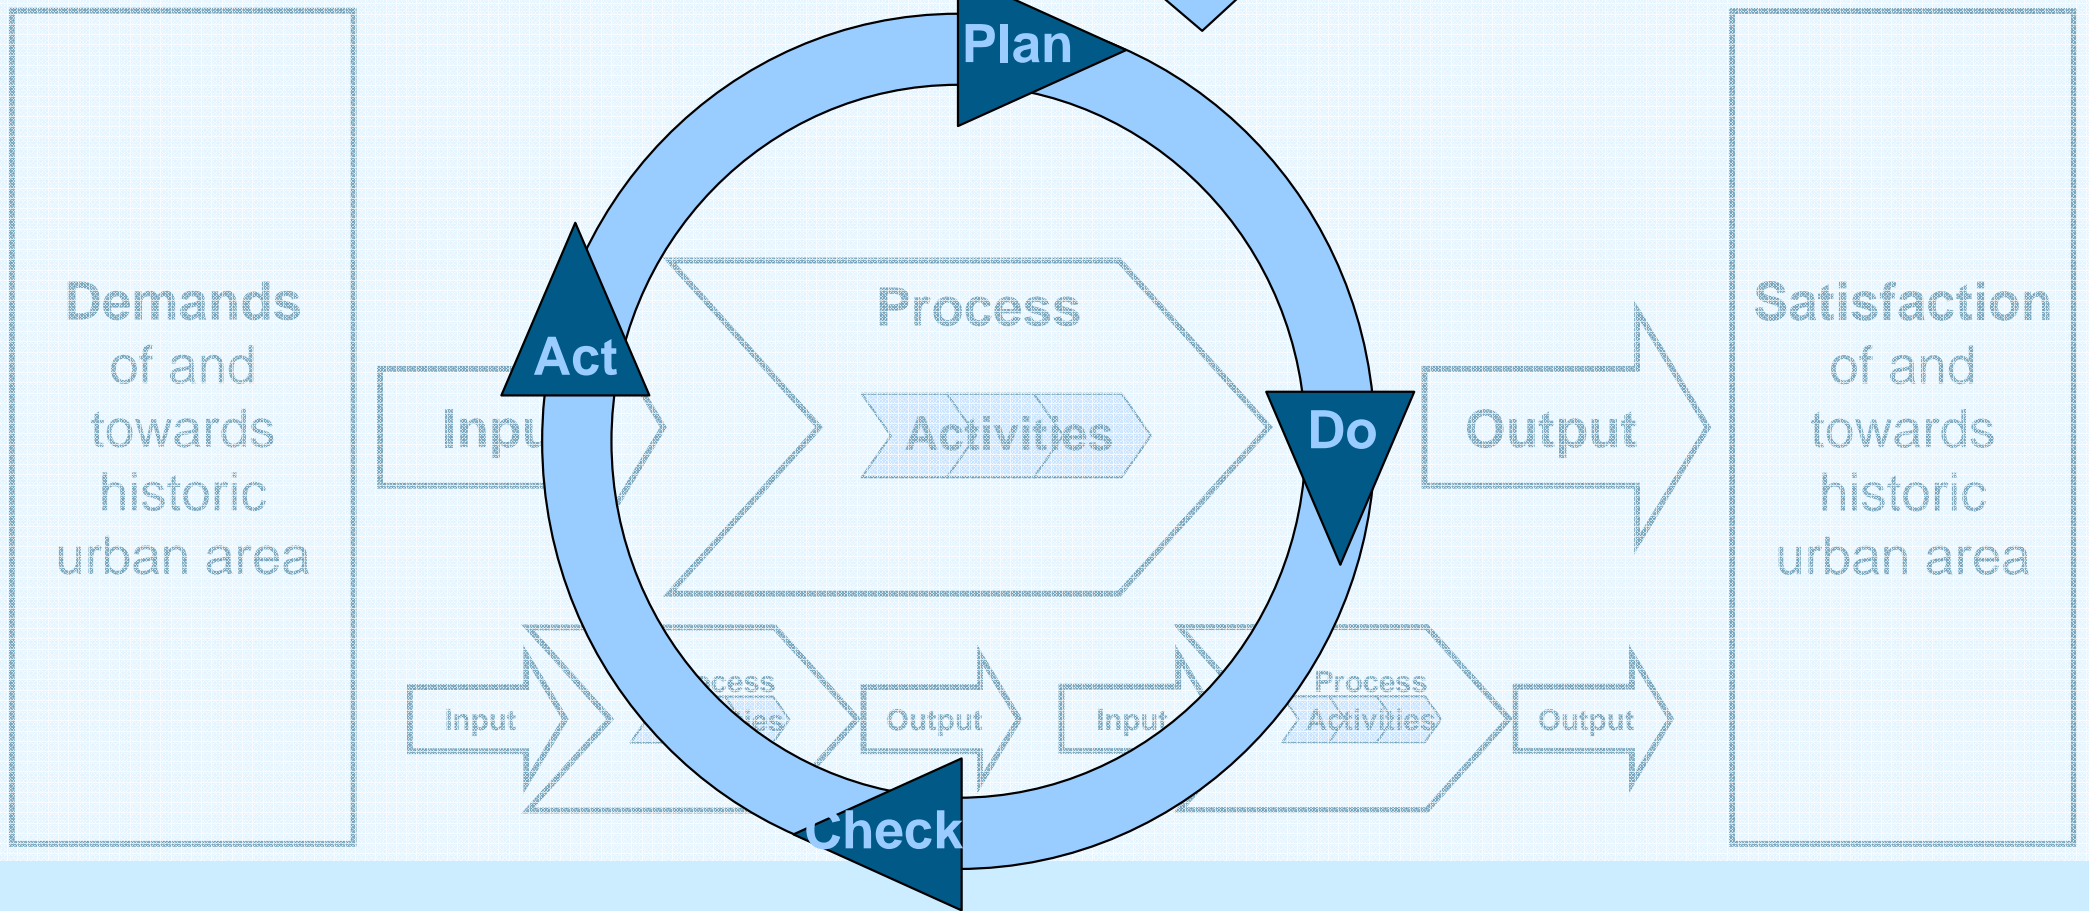 Plan
Demands
of and
towards
historic
urban area
Act
Process
Activities
Do
Output
Satisfaction
of and
towards
historic
urban area
Input
Output
Input
Process
Activities
Output
Check